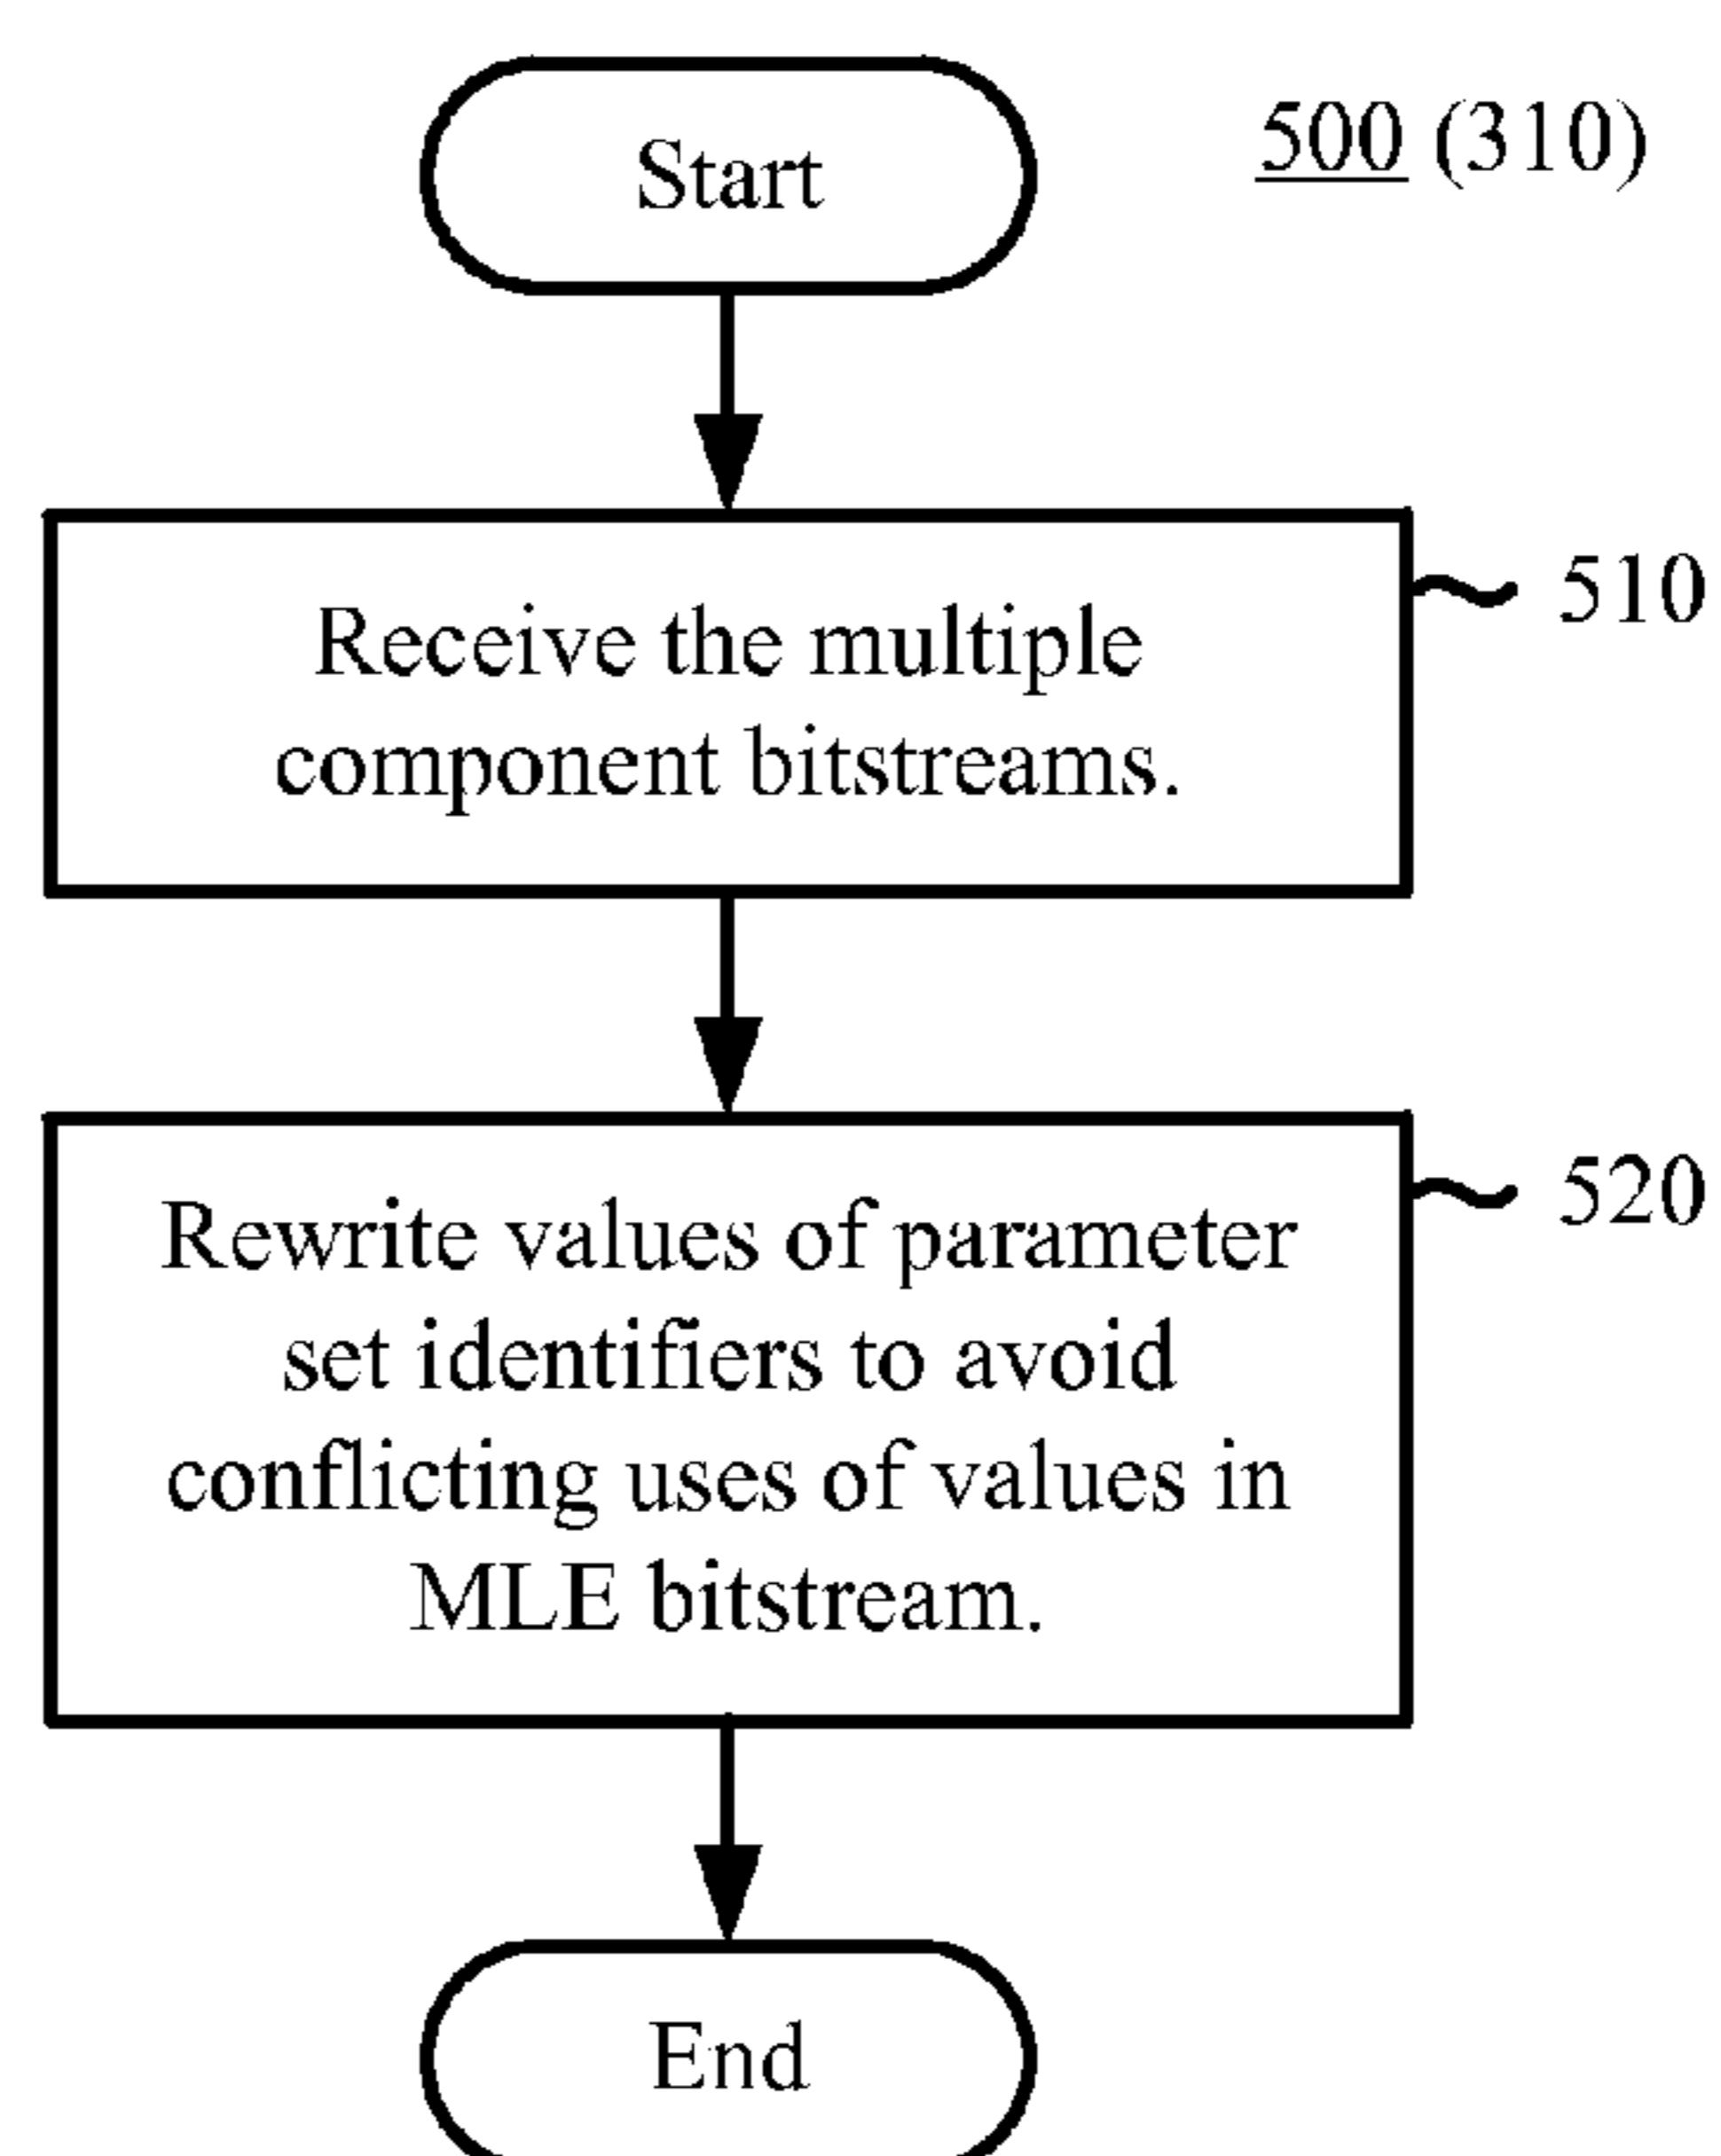 Start
500 (310)
Receive the multiple
component bitstreams.
510
Rewrite values of parameter
set identifiers to avoid
conflicting uses of values in
MLE bitstream.
520
End